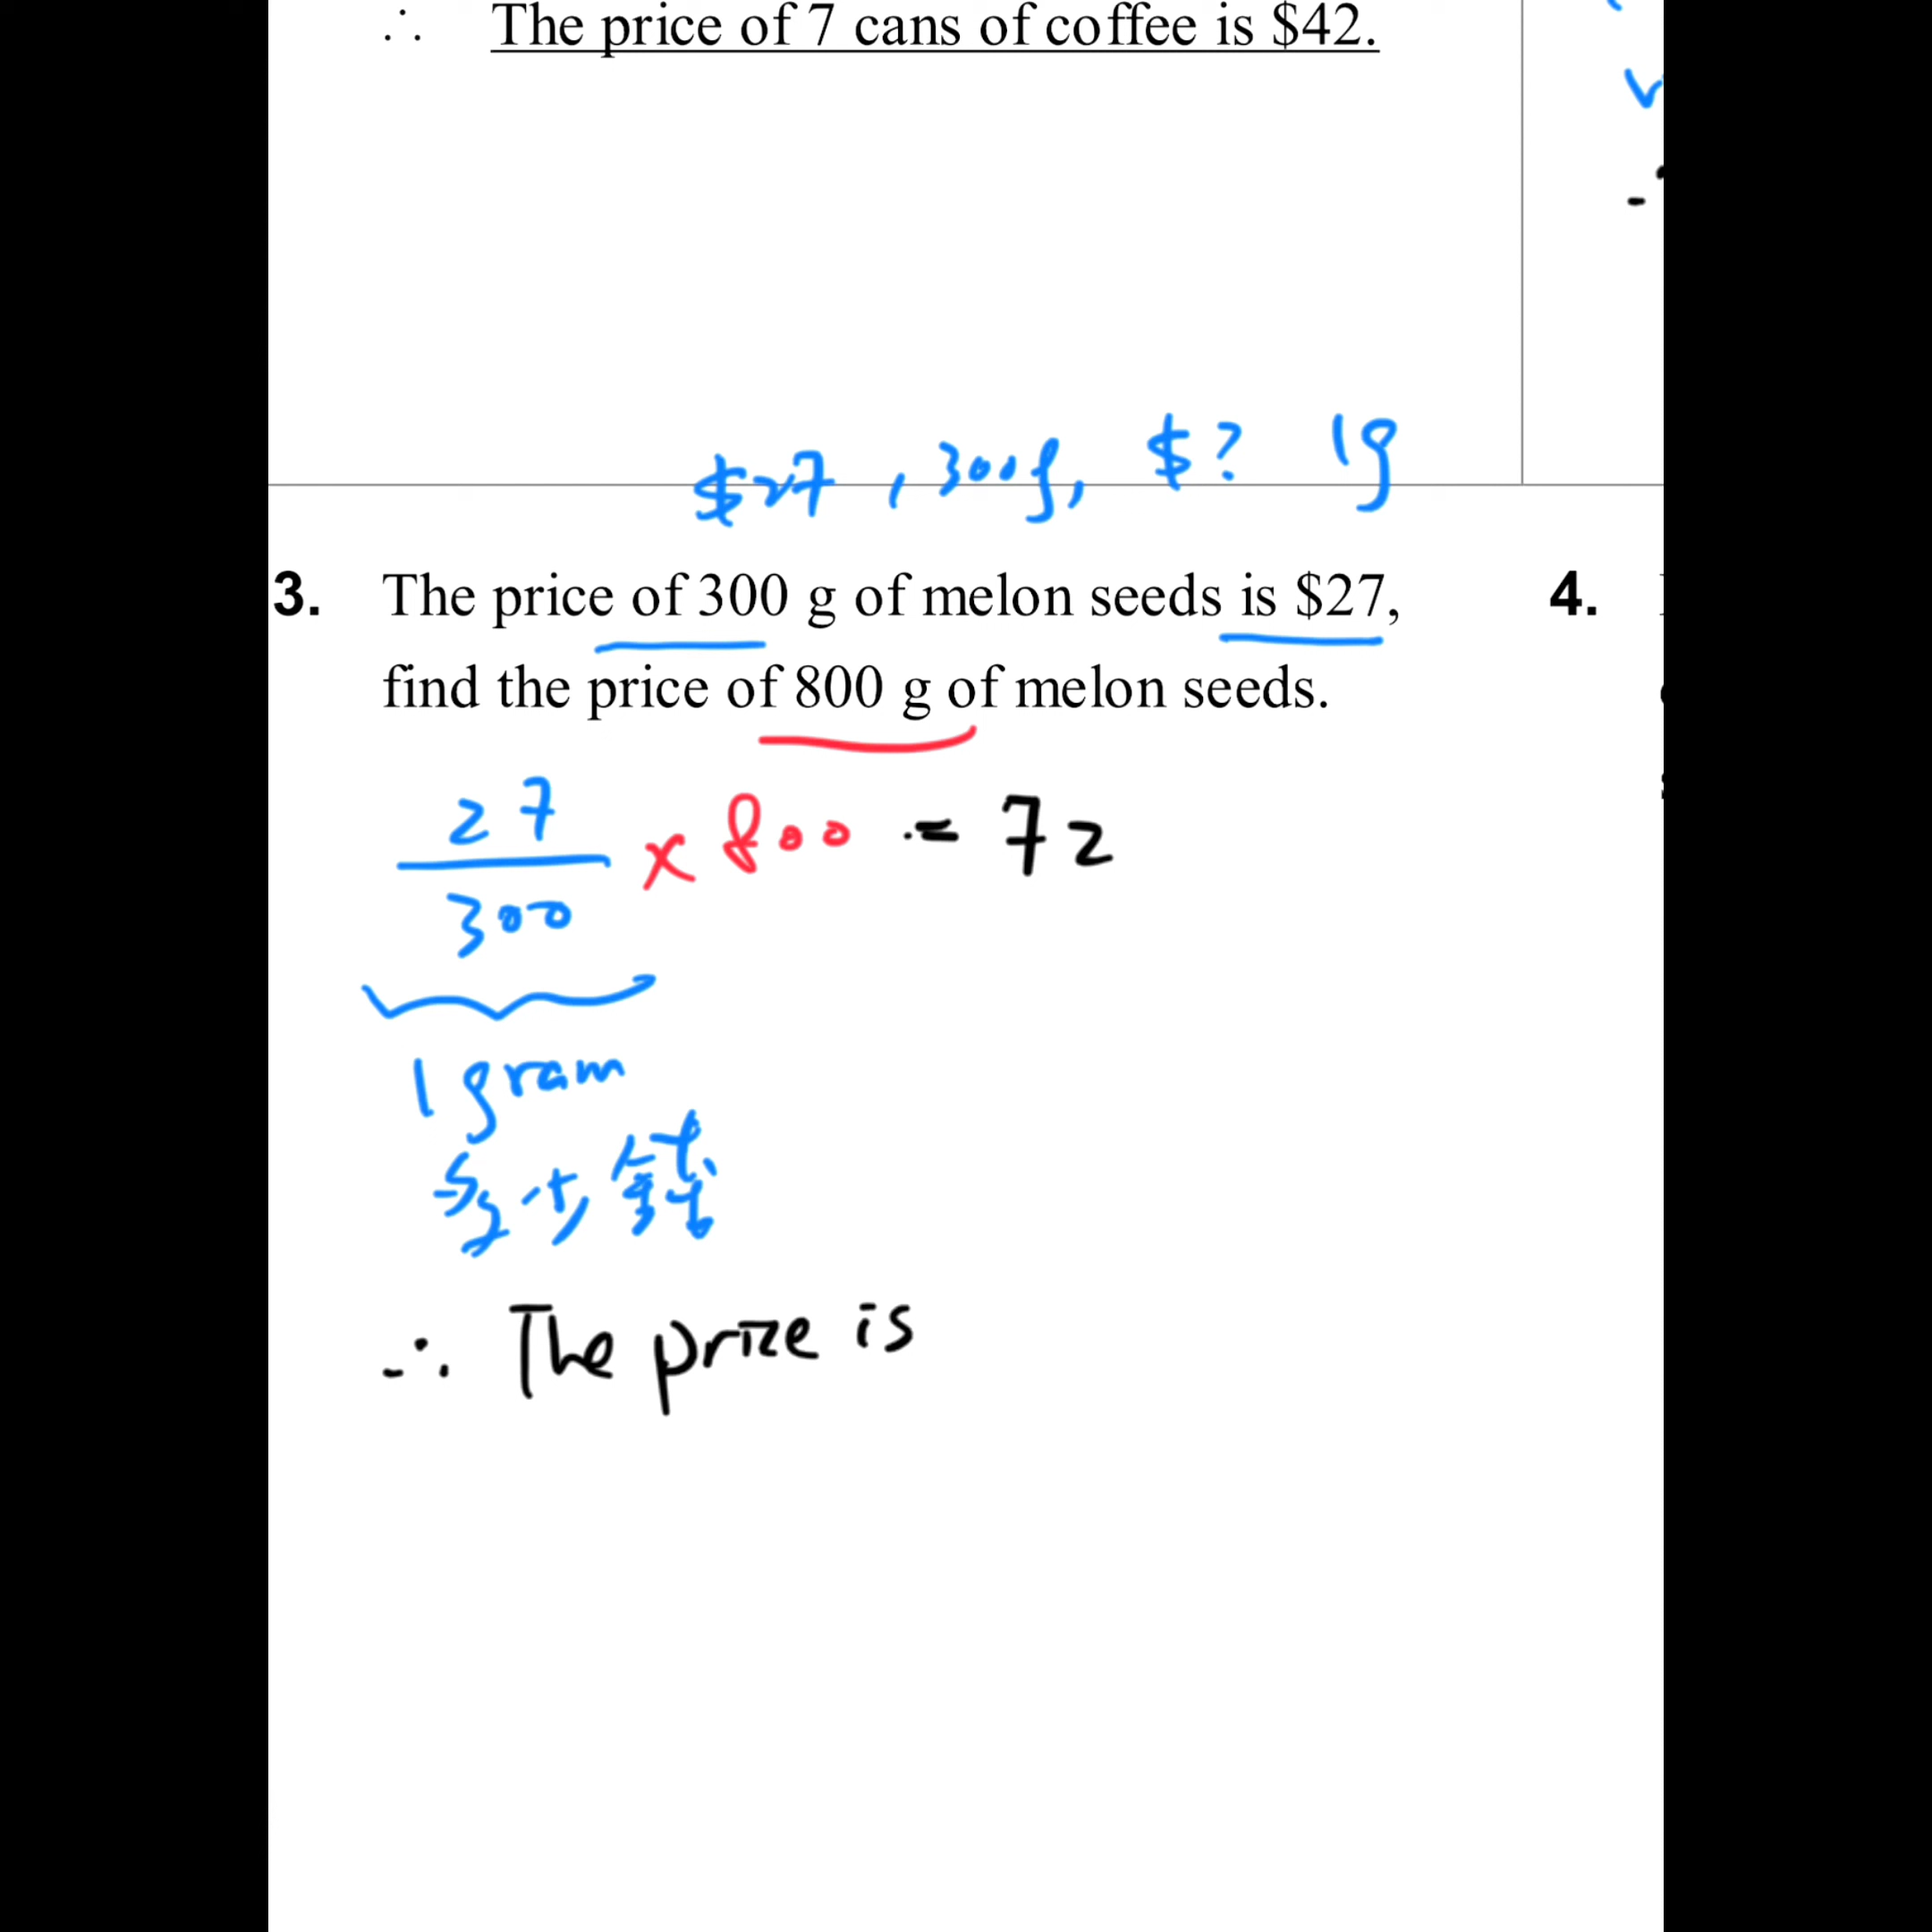 ∴ The price of 7 cans of coffee is $42.
$27, 300g, $? 1g
3. The price of 300 g of melon seeds is $27,
find the price of 800 g of melon seeds.
4.
27
300
× 800 = 72
1 gram
多少錢
∴ The prize is